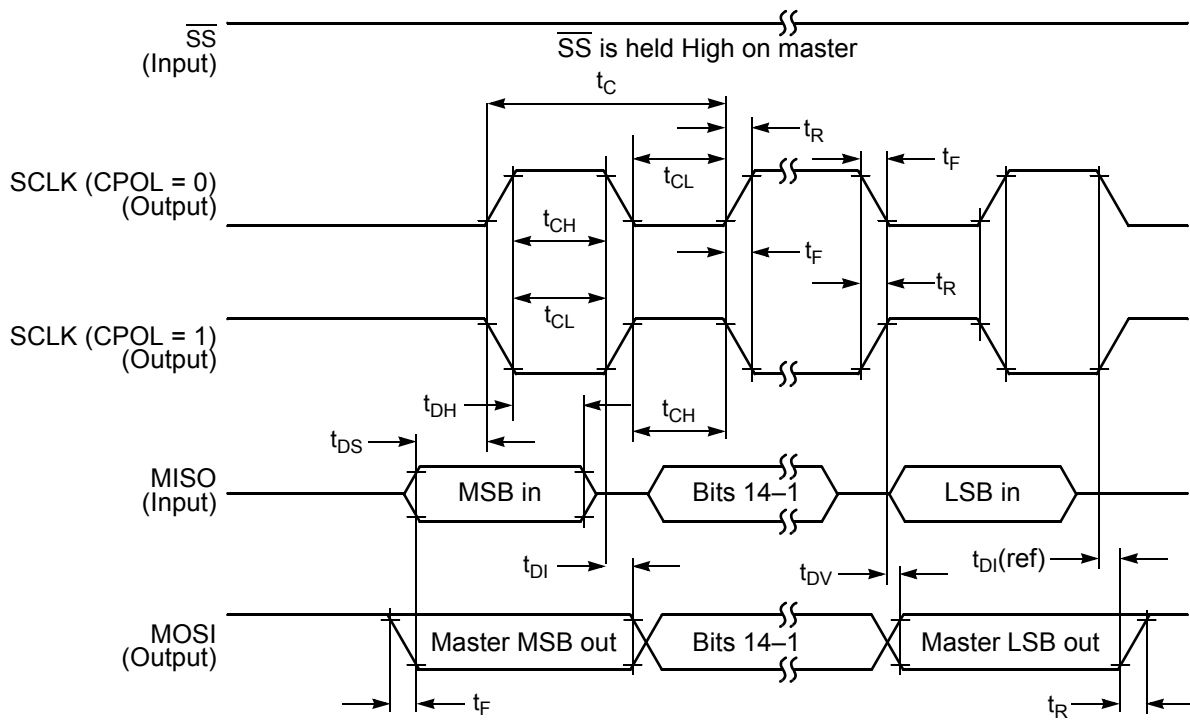 SS
(Input)
SS is held High on master
tC
tR
tF
SCLK (CPOL = 0)
(Output)
tCL
tCH
tF
tR
SCLK (CPOL = 1)
(Output)
tCL
tDH
tCH
tDS
MISO
(Input)
MSB in
Bits 14–1
LSB in
tDI
tDV
tDI(ref)
MOSI
(Output)
Master MSB out
Bits 14–1
Master LSB out
tF
tR